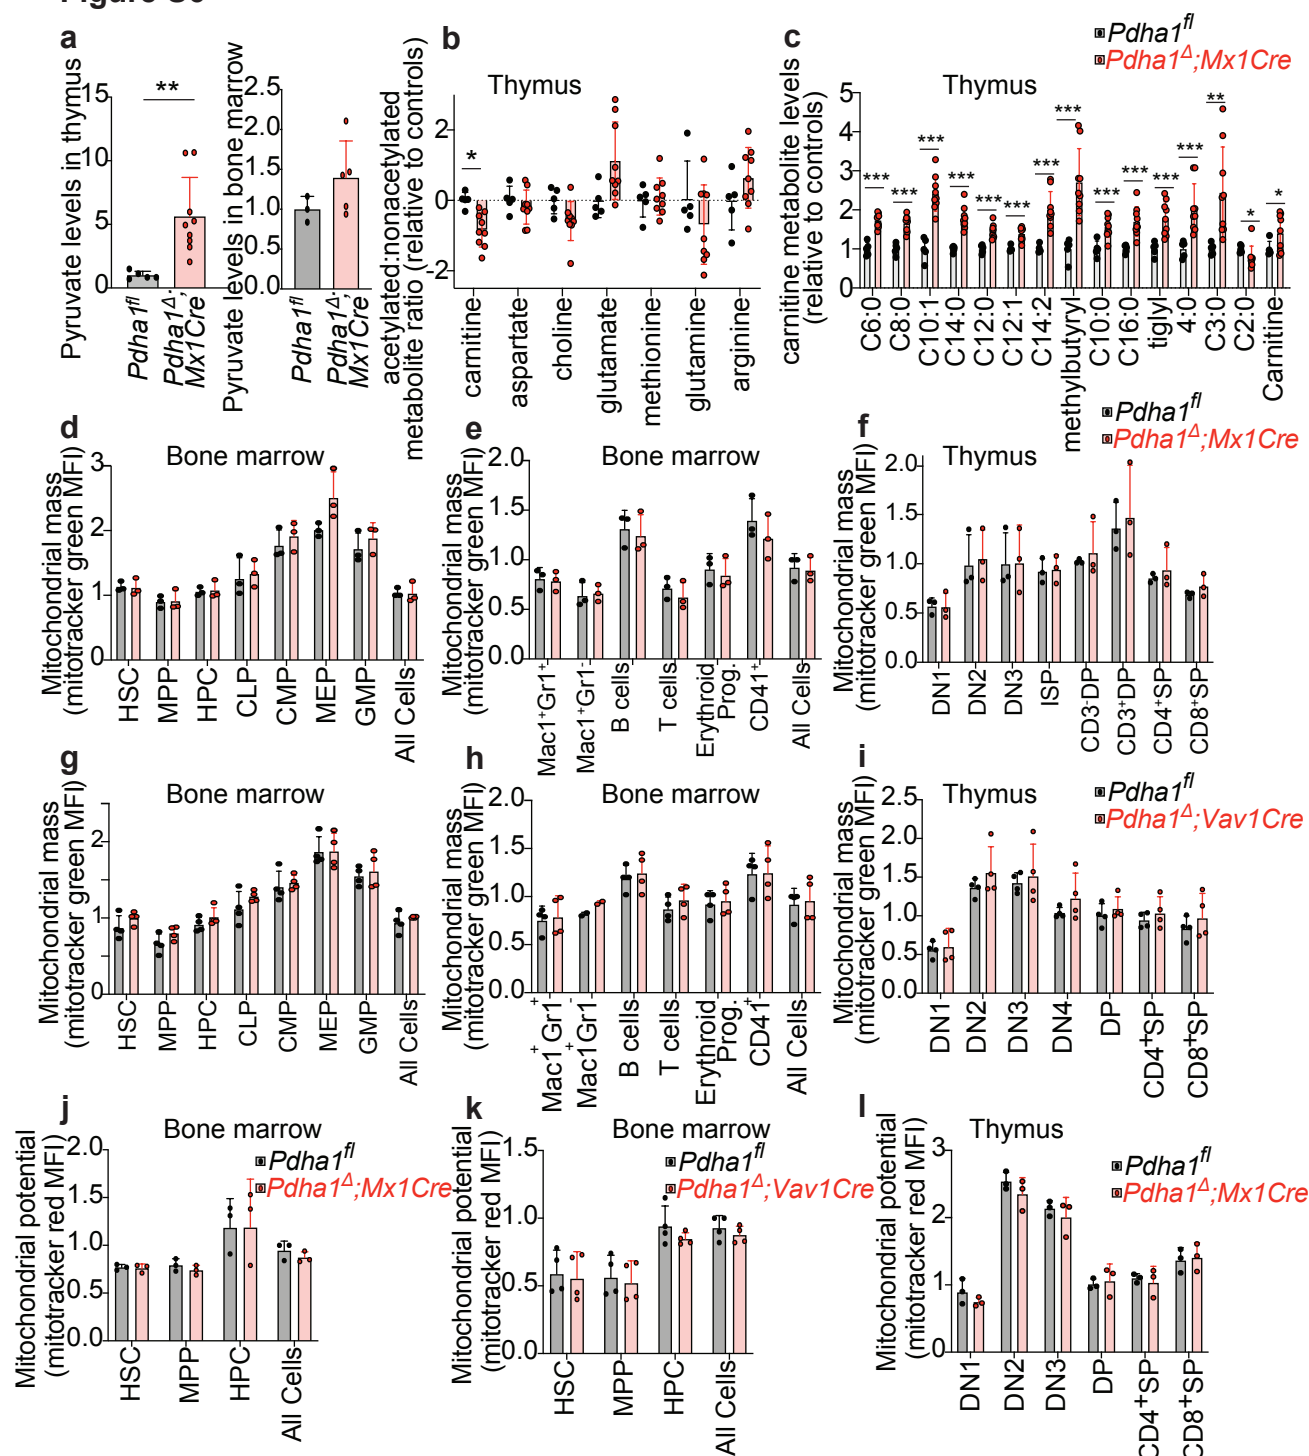 a
Pyruvate levels in thymus
15
10
5
0
**
Pdha1fl
Pdha1Δ;
Mx1Cre
Pyruvate levels in bone marrow
2.5
2.0
1.5
1.0
0.5
0.0
Pdha1fl
Pdha1Δ;
Mx1Cre
b
Thymus
acetylated:nonacetylated
metabolite ratio (relative to controls)
2
0
-2
*
carnitine
aspartate
choline
glutamate
methionine
glutamine
arginine
c
Thymus
Pdha1fl
Pdha1Δ;Mx1Cre
carnitine metabolite levels
(relative to controls)
5
4
3
2
1
0
***
***
***
***
***
***
***
***
***
***
***
***
**
*
*
C6:0
C8:0
C10:1
C14:0
C12:0
C12:1
C14:2
methylbutyryl
C10:0
C16:0
tiglyl
4:0
C3:0
C2:0
Carnitine
d
Bone marrow
Mitochondrial mass
(mitotracker green MFI)
3
2
1
0
HSC
MPP
HPC
CLP
CMP
MEP
GMP
All Cells
e
Bone marrow
Mitochondrial mass
(mitotracker green MFI)
2.0
1.5
1.0
0.5
0.0
Mac1+Gr1+
Mac1+Gr1-
B cells
T cells
Erythroid
Prog.
CD41+
All Cells
f
Thymus
Pdha1fl
Pdha1Δ;Mx1Cre
Mitochondrial mass
(mitotracker green MFI)
2.0
1.5
1.0
0.5
0.0
DN1
DN2
DN3
ISP
CD3-DP
CD3+DP
CD4+SP
CD8+SP
g
Bone marrow
Mitochondrial mass
(mitotracker green MFI)
2
1
0
HSC
MPP
HPC
CLP
CMP
MEP
GMP
All Cells
h
Bone marrow
Mitochondrial mass
(mitotracker green MFI)
2.0
1.5
1.0
0.5
0.0
Mac1+Gr1+
Mac1+Gr1-
B cells
T cells
Erythroid
Prog.
CD41+
All Cells
i
Thymus
Pdha1fl
Pdha1Δ;Vav1Cre
Mitochondrial mass
(mitotracker green MFI)
2.5
2.0
1.5
1.0
0.5
0.0
DN1
DN2
DN3
DN4
DP
CD4+SP
CD8+SP
j
Bone marrow
Pdha1fl
Pdha1Δ;Mx1Cre
Mitochondrial potential
(mitotracker red MFI)
2.0
1.5
1.0
0.5
0.0
HSC
MPP
HPC
All Cells
k
Bone marrow
Pdha1fl
Pdha1Δ;Vav1Cre
Mitochondrial potential
(mitotracker red MFI)
1.5
1.0
0.5
0.0
HSC
MPP
HPC
All Cells
l
Thymus
Pdha1fl
Pdha1Δ;Mx1Cre
Mitochondrial potential
(mitotracker red MFI)
3
2
1
0
DN1
DN2
DN3
DP
CD4+SP
CD8+SP